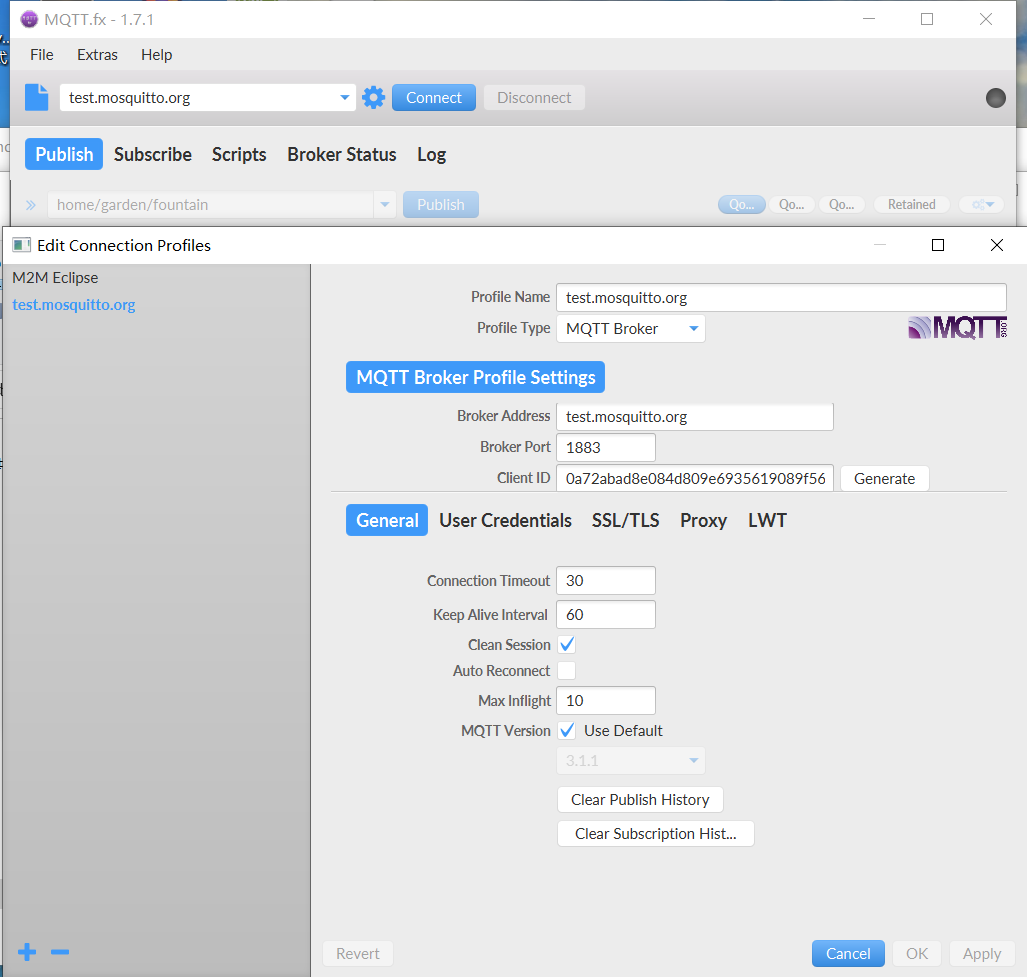 MQTT.fx - 1.7.1
File Extras Help
test.mosquitto.org Connect Disconnect
Publish Subscribe Scripts Broker Status Log
home/garden/fountain Publish Qo... Qo... Qo... Retained
Edit Connection Profiles
M2M Eclipse
test.mosquitto.org
Profile Name test.mosquitto.org
Profile Type MQTT Broker
MQTT.ORG
MQTT Broker Profile Settings
Broker Address test.mosquitto.org
Broker Port 1883
Client ID 0a72abad8e084d809e6935619089f56 Generate
General User Credentials SSL/TLS Proxy LWT
Connection Timeout 30
Keep Alive Interval 60
Clean Session
Auto Reconnect
Max Inflight 10
MQTT Version Use Default
3.1.1
Clear Publish History
Clear Subscription Hist...
Revert Cancel OK Apply